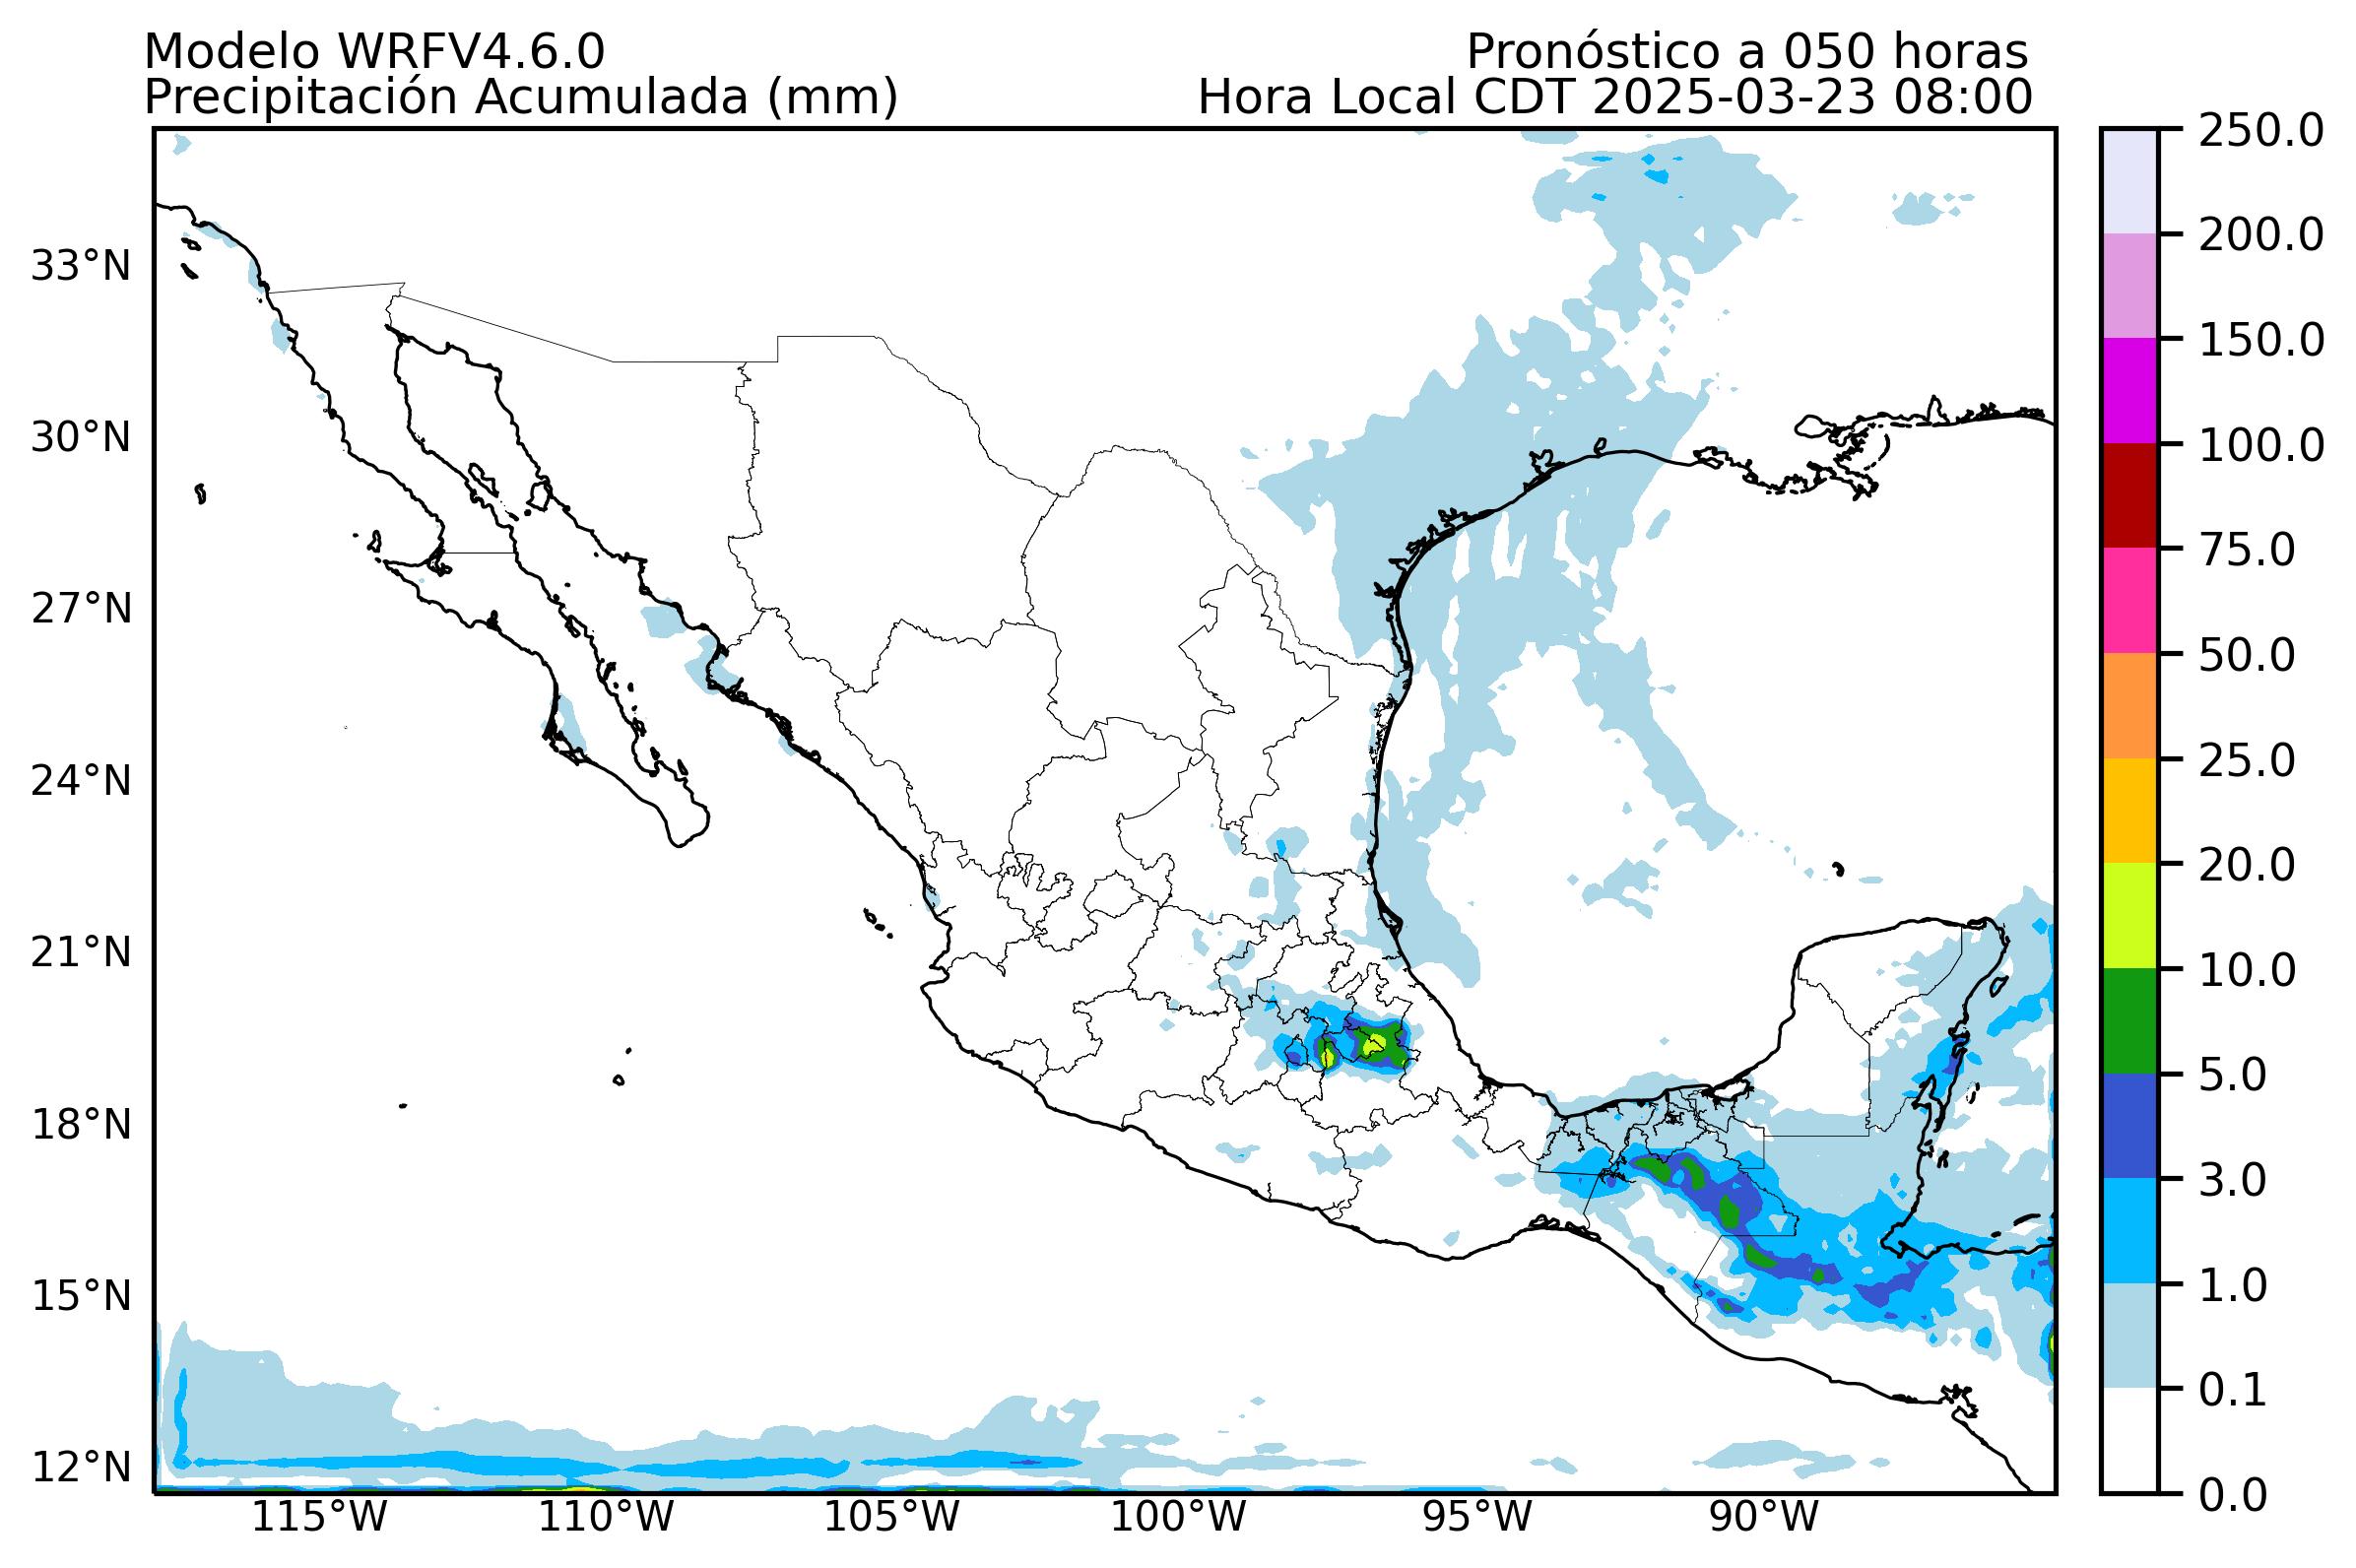 Modelo WRFV4.6.0
Pronóstico a 050 horas
Precipitación Acumulada (mm)
Hora Local CDT 2025-03-23 08:00
33°N
30°N
27°N
24°N
21°N
18°N
15°N
12°N
115°W
110°W
105°W
100°W
95°W
90°W
250.0
200.0
150.0
100.0
75.0
50.0
25.0
20.0
10.0
5.0
3.0
1.0
0.1
0.0